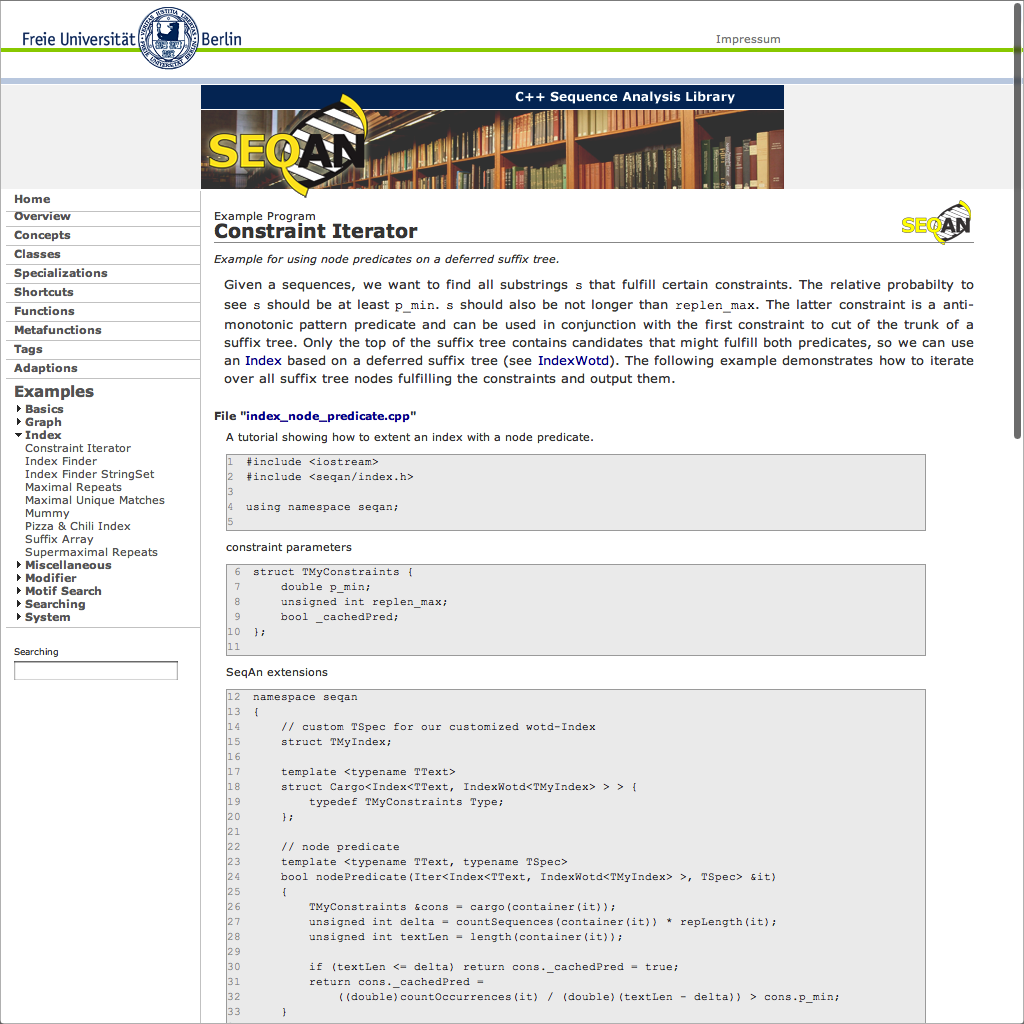 Freie Universität Berlin
Impressum
C++ Sequence Analysis Library
SEQAN
Home
Overview
Concepts
Classes
Specializations
Shortcuts
Functions
Metafunctions
Tags
Adaptions
Examples
Basics
Graph
Index
Constraint Iterator
Index Finder
Index Finder StringSet
Maximal Repeats
Maximal Unique Matches
Mummy
Pizza & Chili Index
Suffix Array
Supermaximal Repeats
Miscellaneous
Modifier
Motif Search
Searching
System
Searching
Example Program
Constraint Iterator
SEQAN
Example for using node predicates on a deferred suffix tree.
Given a sequences, we want to find all substrings s that fulfill certain constraints. The relative probabilty to
see s should be at least p_min. s should also be not longer than replen_max. The latter constraint is a anti-
monotonic pattern predicate and can be used in conjunction with the first constraint to cut of the trunk of a
suffix tree. Only the top of the suffix tree contains candidates that might fulfill both predicates, so we can use
an Index based on a deferred suffix tree (see IndexWotd). The following example demonstrates how to iterate
over all suffix tree nodes fulfilling the constraints and output them.
File "index_node_predicate.cpp"
A tutorial showing how to extent an index with a node predicate.
1 #include <iostream>
2 #include <seqan/index.h>
3
4 using namespace seqan;
5
constraint parameters
6 struct TMyConstraints {
7 double p_min;
8 unsigned int replen_max;
9 bool _cachedPred;
10 };
11
SeqAn extensions
12 namespace seqan
13 {
14 // custom TSpec for our customized wotd-Index
15 struct TMyIndex;
16
17 template <typename TText>
18 struct Cargo<Index<TText, IndexWotd<TMyIndex> > > {
19 typedef TMyConstraints Type;
20 };
21
22 // node predicate
23 template <typename TText, typename TSpec>
24 bool nodePredicate(Iter<Index<TText, IndexWotd<TMyIndex> >, TSpec> &it)
25 {
26 TMyConstraints &cons = cargo(container(it));
27 unsigned int delta = countSequences(container(it)) * repLength(it);
28 unsigned int textLen = length(container(it));
29
30 if (textLen <= delta) return cons._cachedPred = true;
31 return cons._cachedPred =
32 ((double)countOccurrences(it) / (double)(textLen - delta)) > cons.p_min;
33 }